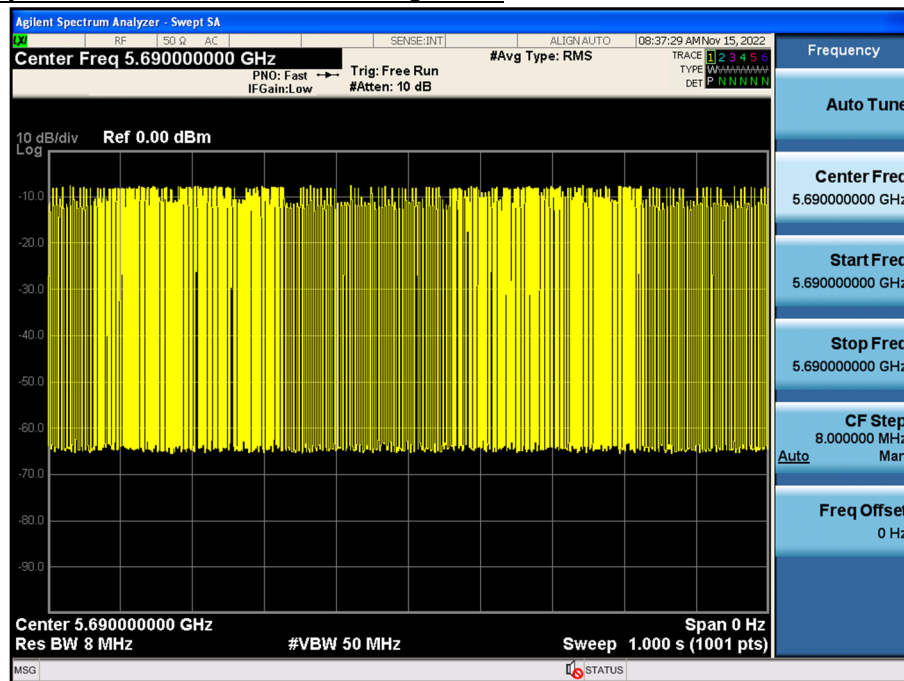 Agilent Spectrum Analyzer - Swept SA
LXI RF 50 Ω AC SENSE:INT ALIGN AUTO 08:37:29 AM Nov 15, 2022
Center Freq 5.690000000 GHz #Avg Type: RMS TRACE 1 2 3 4 5 6
PNO: Fast Trig: Free Run TYPE W
IFGain:Low #Atten: 10 dB DET P N N N N N
10 dB/div Ref 0.00 dBm
Log
-10.0
-20.0
-30.0
-40.0
-50.0
-60.0
-70.0
-80.0
-90.0
Center 5.690000000 GHz Span 0 Hz
Res BW 8 MHz #VBW 50 MHz Sweep 1.000 s (1001 pts)
MSG STATUS
Frequency
Auto Tune
Center Freq
5.690000000 GHz
Start Freq
5.690000000 GHz
Stop Freq
5.690000000 GHz
CF Step
8.000000 MHz
Auto Man
Freq Offset
0 Hz